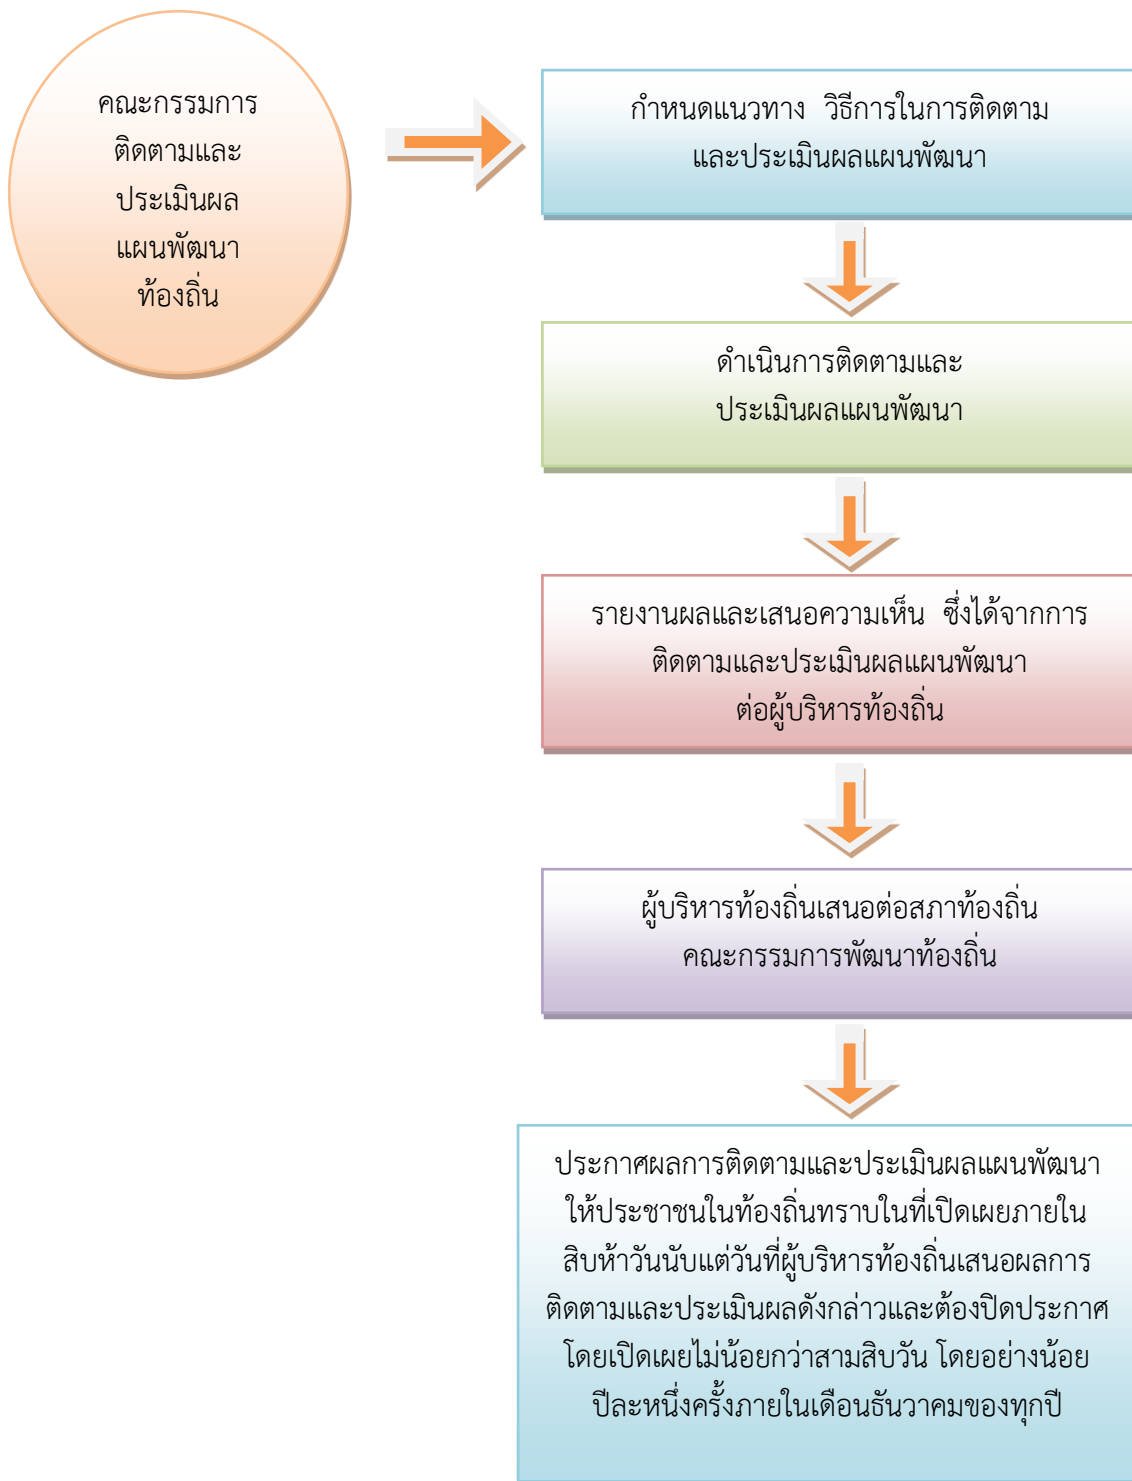 คณะกรรมการ
ติดตามและ
ประเมินผล
แผนพัฒนา
ท้องถิ่น
กำหนดแนวทาง วิธีการในการติดตาม
และประเมินผลแผนพัฒนา
ดำเนินการติดตามและ
ประเมินผลแผนพัฒนา
รายงานผลและเสนอความเห็น ซึ่งได้จากการ
ติดตามและประเมินผลแผนพัฒนา
ต่อผู้บริหารท้องถิ่น
ผู้บริหารท้องถิ่นเสนอต่อสภาท้องถิ่น
คณะกรรมการพัฒนาท้องถิ่น
ประกาศผลการติดตามและประเมินผลแผนพัฒนา
ให้ประชาชนในท้องถิ่นทราบในที่เปิดเผยภายใน
สิบห้าวันนับแต่วันที่ผู้บริหารท้องถิ่นเสนอผลการ
ติดตามและประเมินผลดังกล่าวและต้องปิดประกาศ
โดยเปิดเผยไม่น้อยกว่าสามสิบวัน โดยอย่างน้อย
ปีละหนึ่งครั้งภายในเดือนธันวาคมของทุกปี